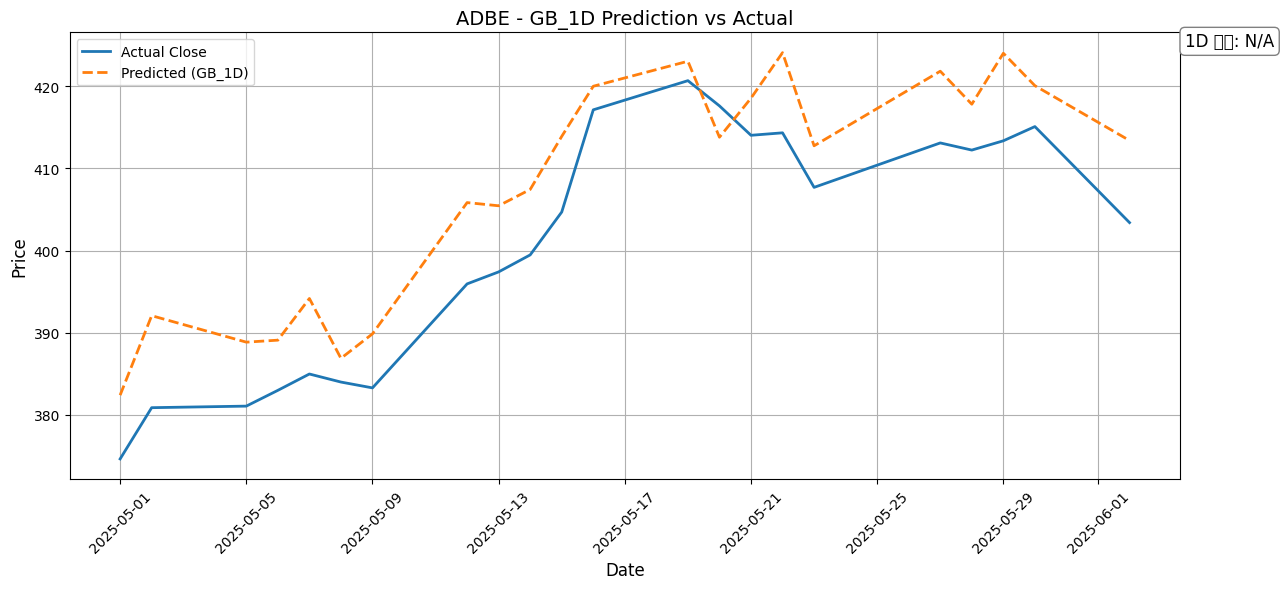 ADBE - GB_1D Prediction vs Actual
Actual Close
Predicted (GB_1D)
1D : N/A
Price
420
410
400
390
380
2025-05-01
2025-05-05
2025-05-09
2025-05-13
2025-05-17
2025-05-21
2025-05-25
2025-05-29
2025-06-01
Date